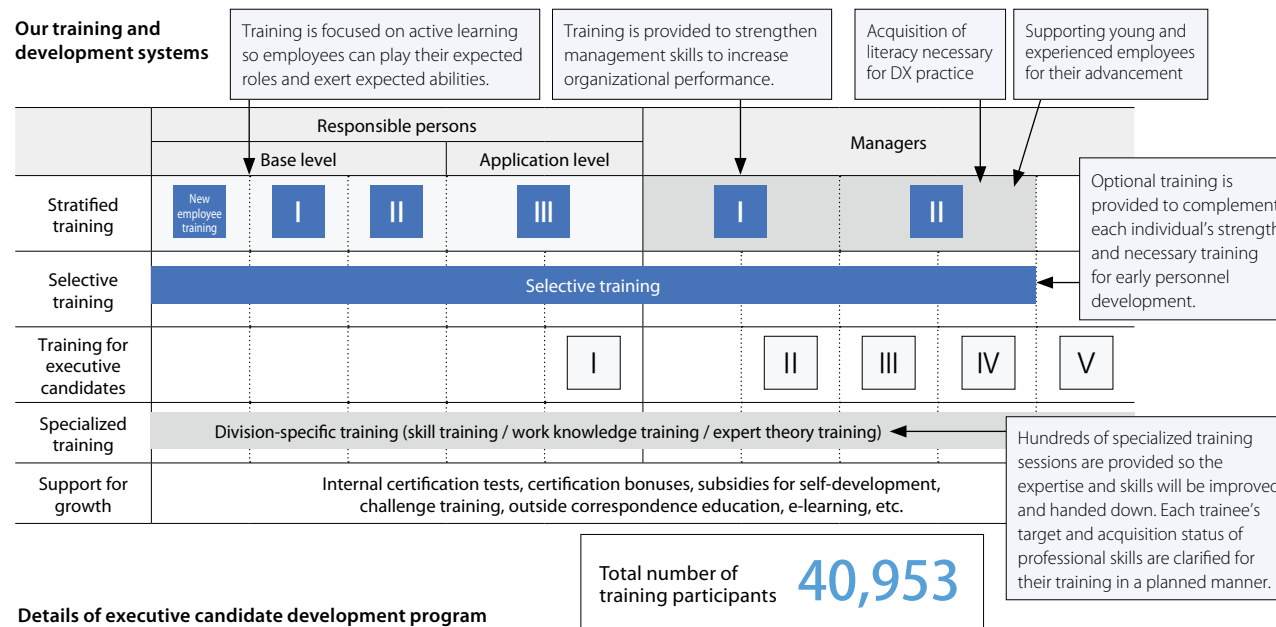 Our training and
development systems
Training is focused on active learning
so employees can play their expected
roles and exert expected abilities.
Training is provided to strengthen
management skills to increase
organizational performance.
Acquisition of
literacy necessary
for DX practice
Supporting young and
experienced employees
for their advancement
Responsible persons
Managers
Base level
Application level
Stratified
training
New
employee
training
I
II
III
I
II
Optional training is
provided to complement
each individual's strength
and necessary training
for early personnel
development.
Selective
training
Selective training
Training for
executive
candidates
I
II
III
IV
V
Specialized
training
Division-specific training (skill training / work knowledge training / expert theory training)
Hundreds of specialized training
sessions are provided so the
expertise and skills will be improved
and handed down. Each trainee's
target and acquisition status of
professional skills are clarified for
their training in a planned manner.
Support for
growth
Internal certification tests, certification bonuses, subsidies for self-development,
challenge training, outside correspondence education, e-learning, etc.
Total number of
training participants
40,953
Details of executive candidate development program